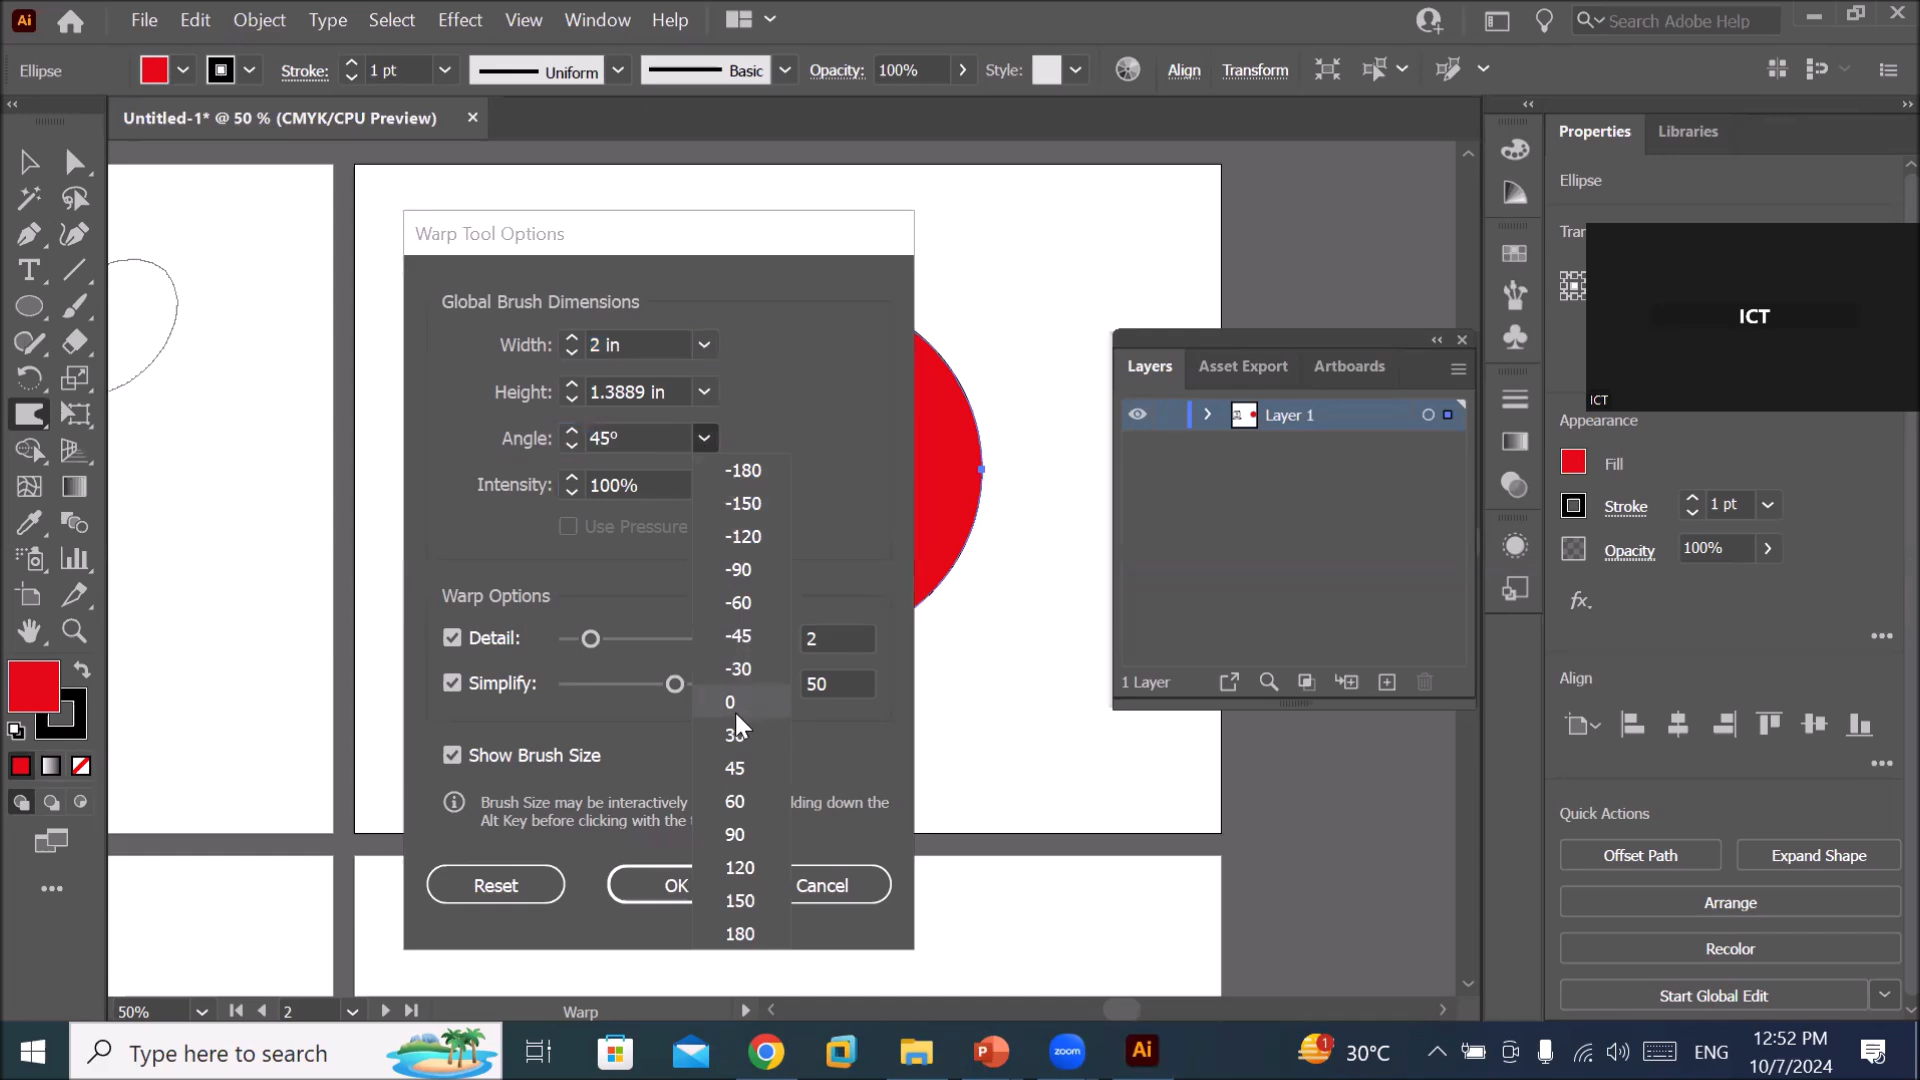 Ai File Edit Object Type Select Effect View Window Help Search Adobe Help
Ellipse Stroke: 1 pt Uniform Basic Opacity: 100% Style: Align Transform
Untitled-1* @ 50 % (CMYK/CPU Preview)
Warp Tool Options
Global Brush Dimensions
Width: 2 in
Height: 1.3889 in
Angle: 45°
Intensity: 100%
Use Pressure
-180
-150
-120
-90
-60
-45
-30
0
30
45
60
90
120
150
180
Warp Options
Detail: 2
Simplify: 50
Show Brush Size
Brush Size may be interactively
lding down the
Alt Key before clicking with the
Reset OK Cancel
Layers Asset Export Artboards
Layer 1
1 Layer
Properties Libraries
Ellipse
Tran
ICT
ICT
Appearance
Fill
Stroke 1 pt
Opacity 100%
fx.
Align
Quick Actions
Offset Path Expand Shape
Arrange
Recolor
Start Global Edit
50% 2 Warp
Type here to search
zoom
Ai
1
30°C
ENG
12:52 PM
10/7/2024